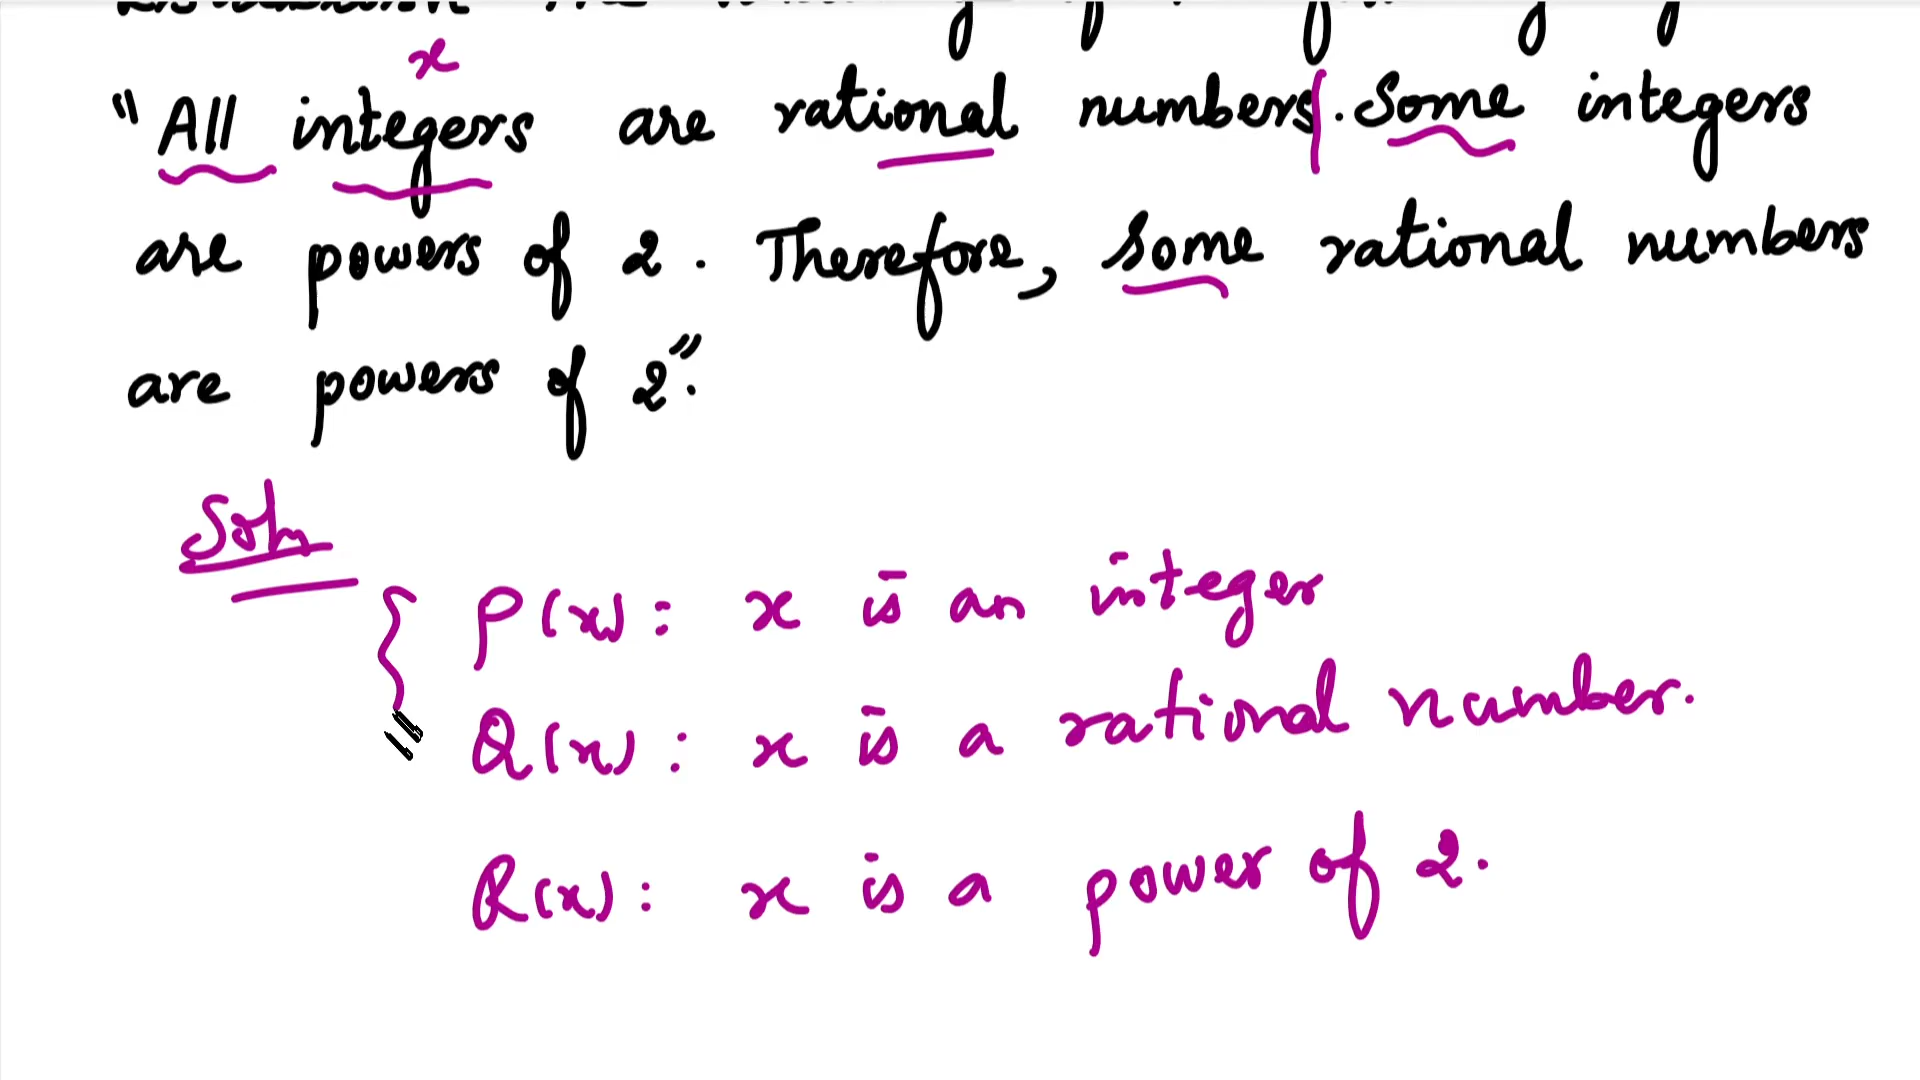 x
"All integers are rational numbers. Some integers
are powers of 2. Therefore, some rational numbers
are powers of 2".
Soln
P(x): x is an integer
Q(x): x is a rational number.
R(x): x is a power of 2.